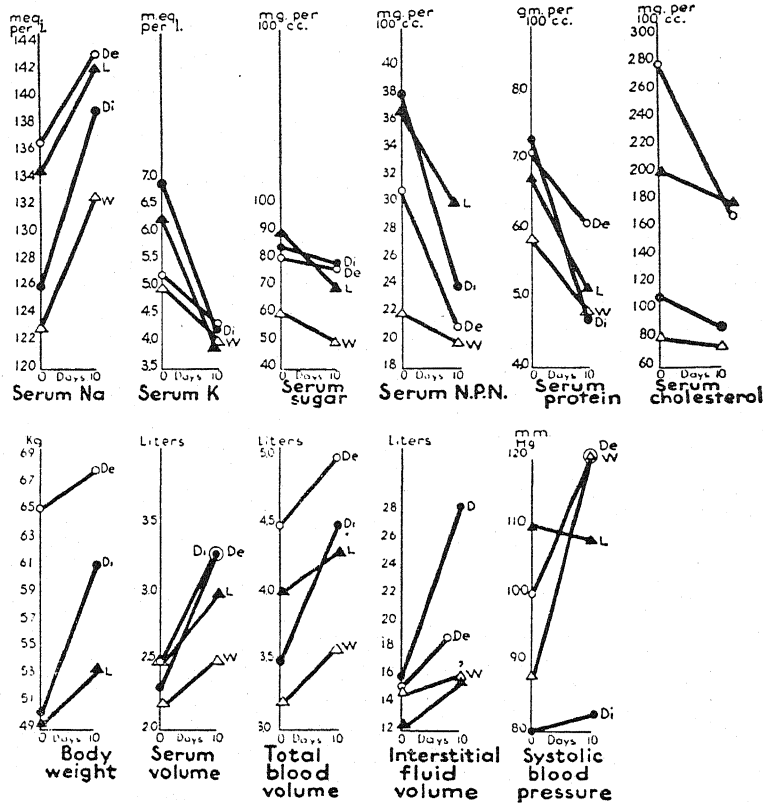 meq.
per L.
144
142
140
138
136
134
132
130
128
126
124
122
120
0 Days 10
De
L
Di
W
Serum Na
m.eq.
per L.
7.0
6.5
6.0
5.5
5.0
4.5
4.0
3.5
0 Days 10
Di
Serum K
mg. per
100 cc.
100
90
80
70
60
50
40
0 Days 10
Di
De
L
W
Serum
sugar
mg. per
100 cc.
40
38
36
34
32
30
28
26
24
22
20
18
0 Days 10
L
Di
De
W
Serum N.P.N.
gm. per
100 cc.
8.0
7.0
6.0
5.0
4.0
0 Days 10
De
L
W
Di
Serum
protein
mg. per
100 cc.
300
280
260
240
220
200
180
160
140
120
100
80
60
0 Days 10
Serum
cholesterol
Kg
69
67
65
63
61
59
57
55
53
51
49
0 Days 10
De
Di
L
Body
weight
Liters
3.5
3.0
2.5
2.0
0 Days 10
Di De
L
W
Serum
volume
Liters
5.0
4.5
4.0
3.5
3.0
0 Days 10
De
Di
L
W
Total
blood
volume
Liters
28
26
24
22
20
18
16
14
12
0 Days 10
D
De
W
Interstitial
fluid
volume
mm.
Hg
120
110
100
90
80
0 Days 10
De
W
L
Di
Systolic
blood
pressure